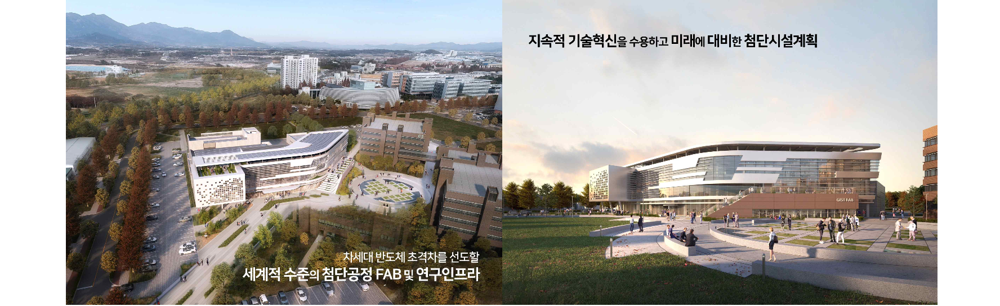 차세대 반도체 초격차를 선도할
세계적 수준의 첨단공정 FAB 및 연구인프라
C3
지속적 기술혁신을 수용하고 미래에 대비한 첨단시설계획
GIST FAB